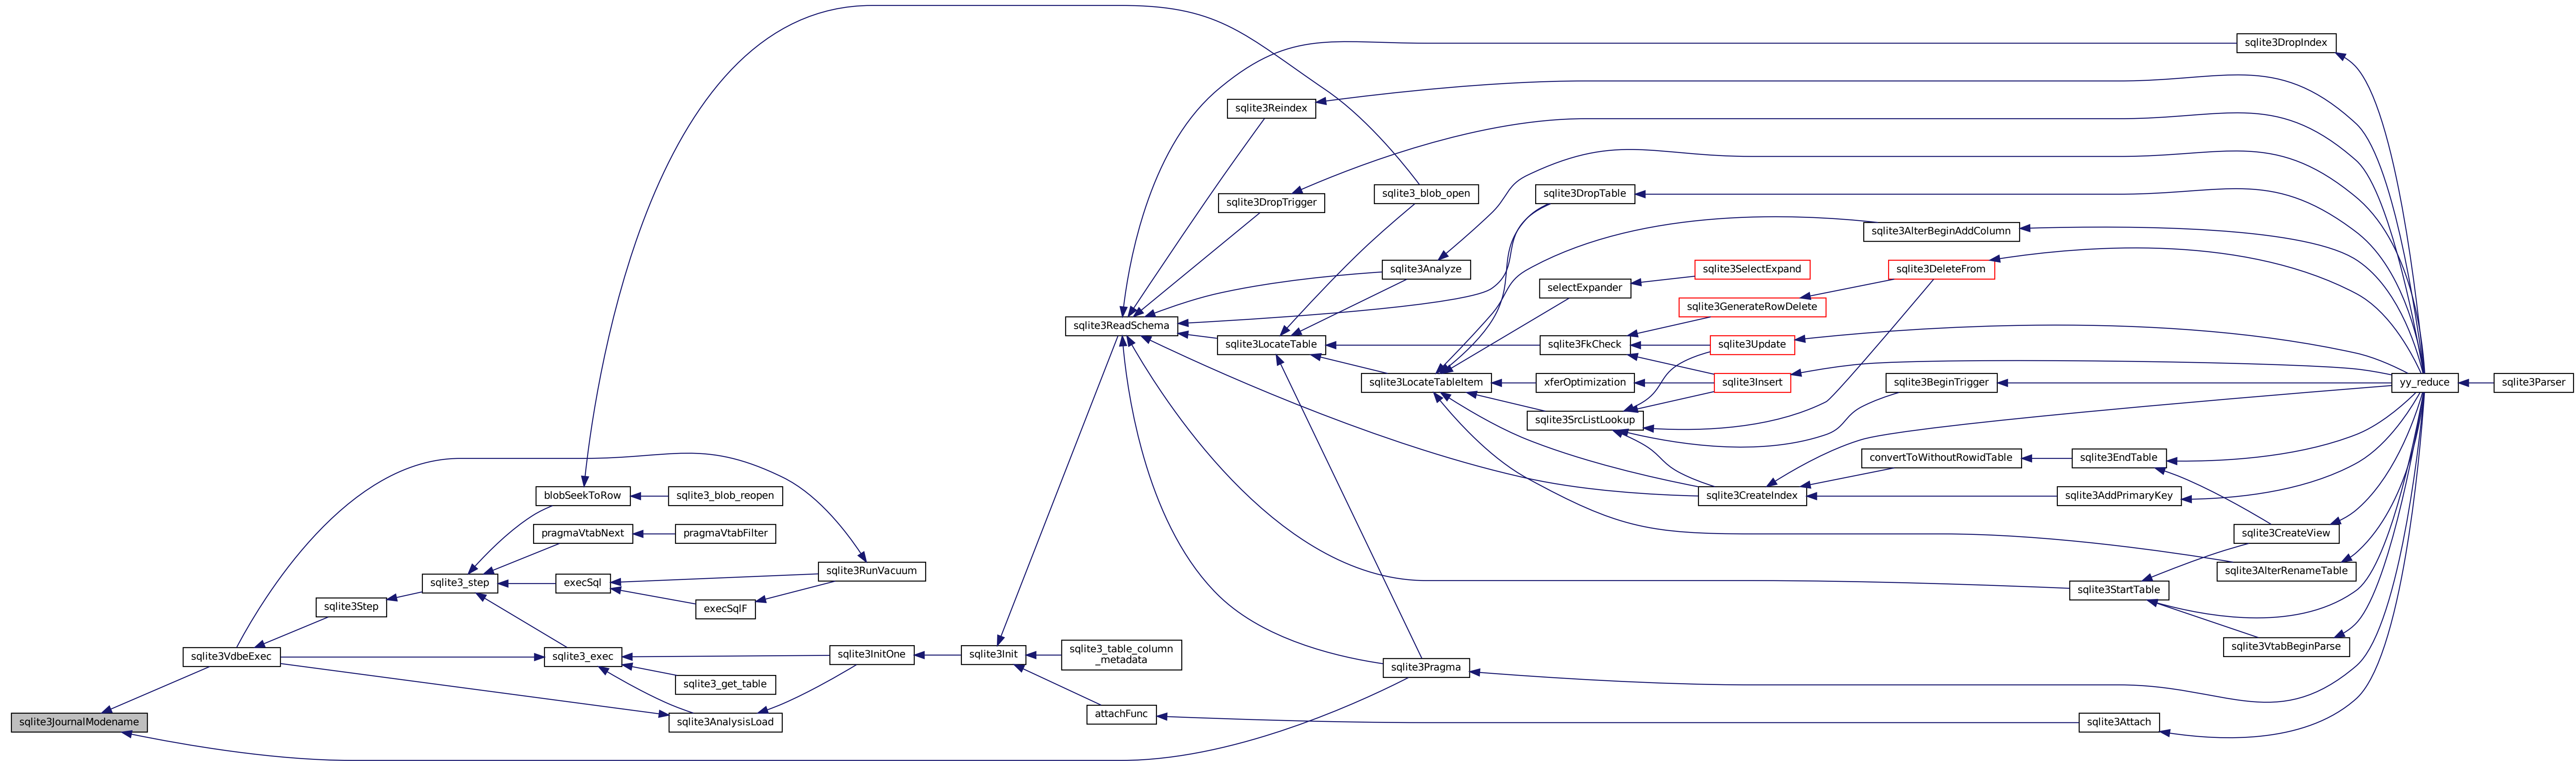 sqlite3JournalModename
sqlite3VdbeExec
sqlite3Step
sqlite3_step
blobSeekToRow
sqlite3_blob_reopen
pragmaVtabNext
pragmaVtabFilter
execSql
execSqlF
sqlite3RunVacuum
sqlite3_exec
sqlite3_get_table
sqlite3AnalysisLoad
sqlite3InitOne
sqlite3Init
sqlite3_table_column
_metadata
attachFunc
sqlite3ReadSchema
sqlite3Reindex
sqlite3DropTrigger
sqlite3LocateTable
sqlite3_blob_open
sqlite3Analyze
sqlite3LocateTableItem
sqlite3Pragma
sqlite3DropTable
selectExpander
sqlite3FkCheck
xferOptimization
sqlite3SrcListLookup
sqlite3SelectExpand
sqlite3GenerateRowDelete
sqlite3Update
sqlite3Insert
sqlite3CreateIndex
sqlite3AlterBeginAddColumn
sqlite3DeleteFrom
sqlite3BeginTrigger
convertToWithoutRowidTable
sqlite3EndTable
sqlite3AddPrimaryKey
sqlite3StartTable
sqlite3Attach
sqlite3DropIndex
sqlite3CreateView
sqlite3AlterRenameTable
sqlite3VtabBeginParse
yy_reduce
sqlite3Parser